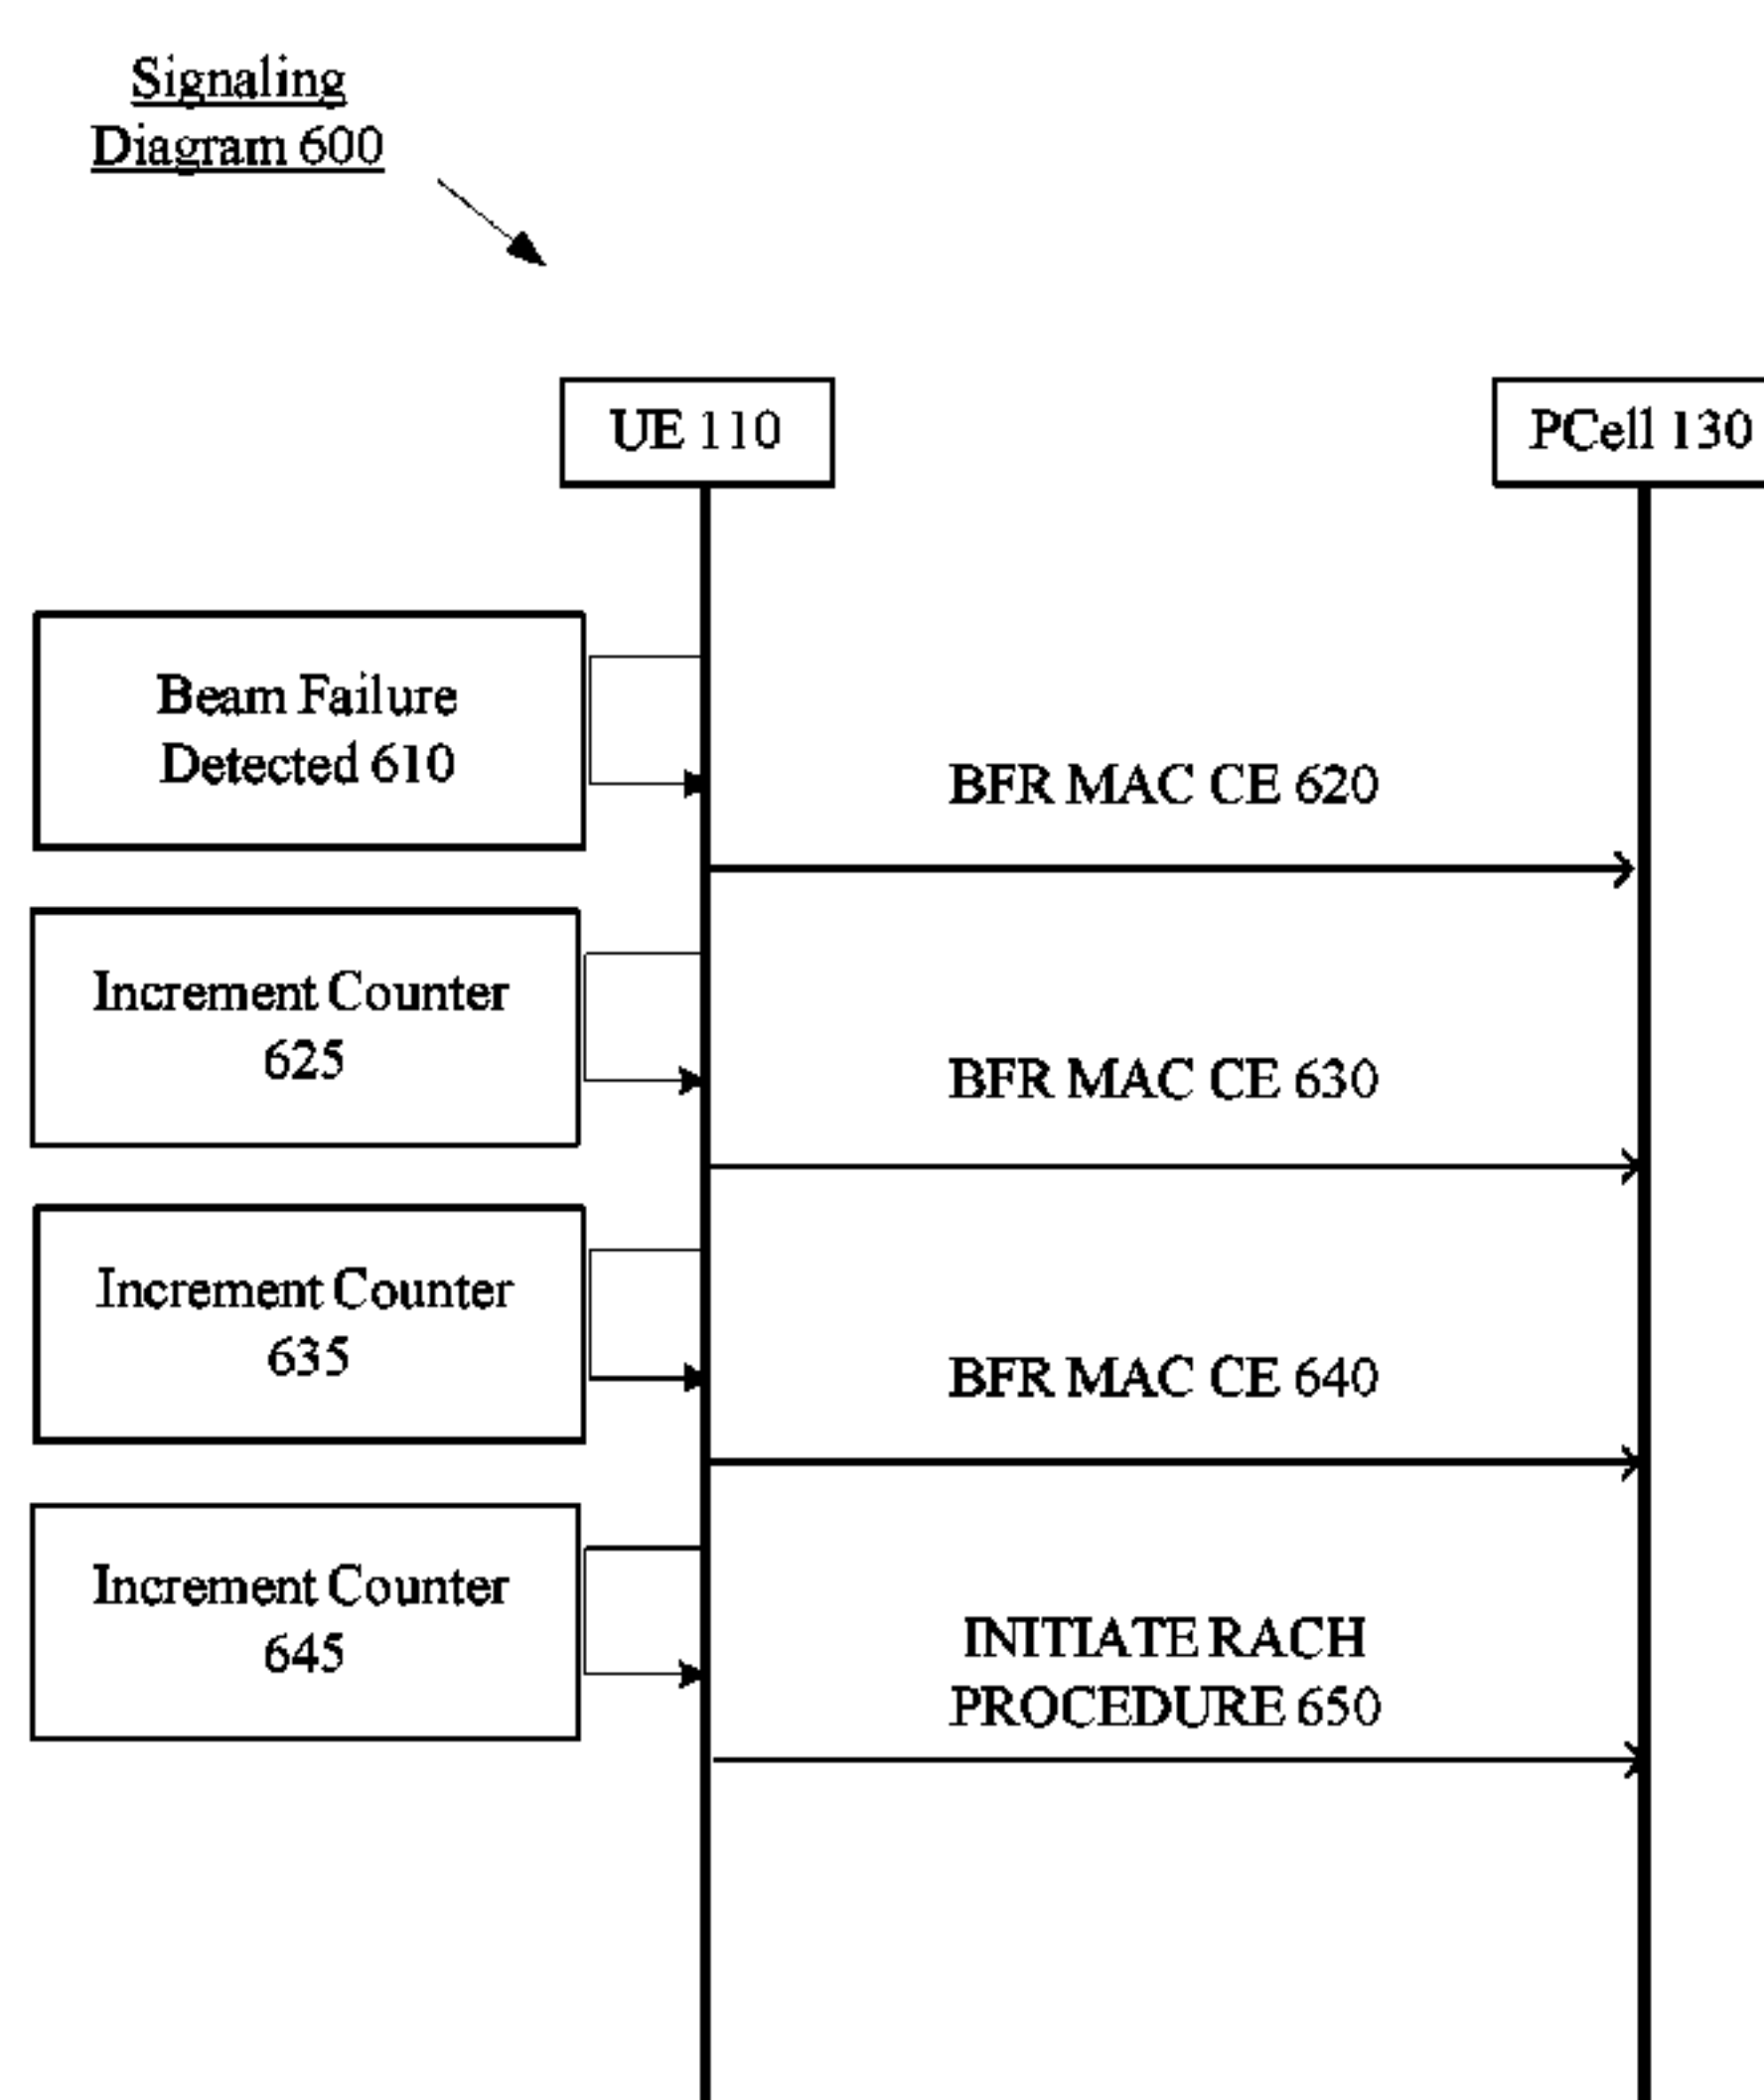 Signaling
Diagram 600
UE 110
PCell 130
Beam Failure
Detected 610
BFR MAC CE 620
Increment Counter
625
BFR MAC CE 630
Increment Counter
635
BFR MAC CE 640
Increment Counter
645
INITIATE RACH
PROCEDURE 650